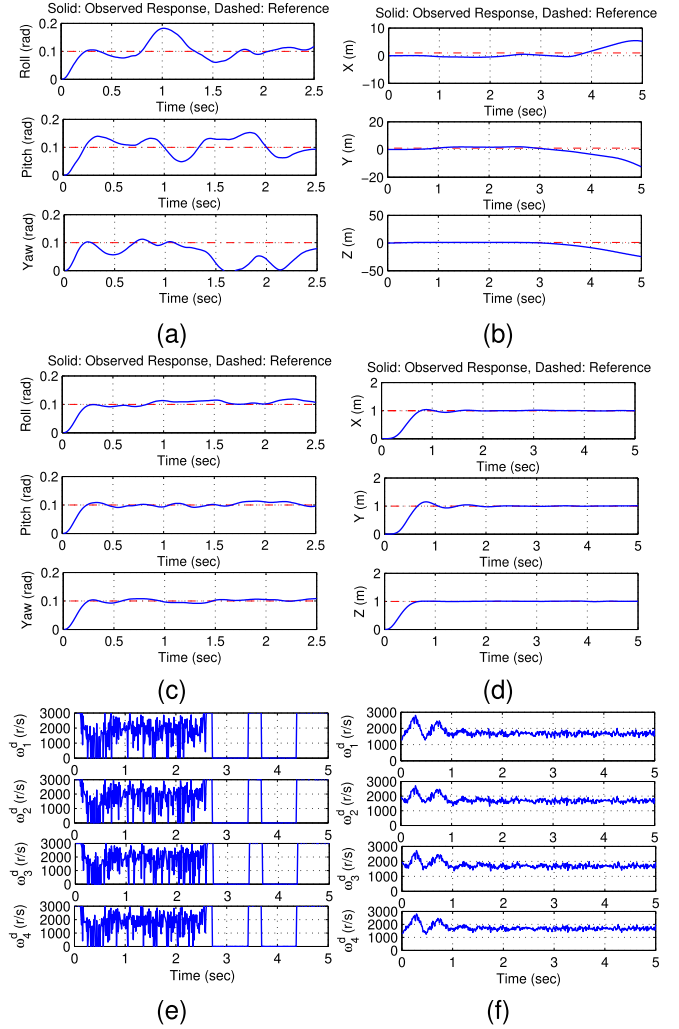 Solid: Observed Response, Dashed: Reference
0.2
0.1
0
Roll (rad)
0 0.5 1 1.5 2 2.5
Time (sec)
0.2
0.1
0
Pitch (rad)
0 0.5 1 1.5 2 2.5
Time (sec)
0.2
0.1
0
Yaw (rad)
0 0.5 1 1.5 2 2.5
Time (sec)
(a)
Solid: Observed Response, Dashed: Reference
10
0
−10
X (m)
0 1 2 3 4 5
Time (sec)
20
0
−20
Y (m)
0 1 2 3 4 5
Time (sec)
50
0
−50
Z (m)
0 1 2 3 4 5
Time (sec)
(b)
Solid: Observed Response, Dashed: Reference
0.2
0.1
0
Roll (rad)
0 0.5 1 1.5 2 2.5
Time (sec)
0.2
0.1
0
Pitch (rad)
0 0.5 1 1.5 2 2.5
Time (sec)
0.2
0.1
0
Yaw (rad)
0 0.5 1 1.5 2 2.5
Time (sec)
(c)
Solid: Observed Response, Dashed: Reference
2
1
0
X (m)
0 1 2 3 4 5
Time (sec)
2
1
0
Y (m)
0 1 2 3 4 5
Time (sec)
2
1
0
Z (m)
0 1 2 3 4 5
Time (sec)
(d)
3000
2000
1000
0
ω₁ᵈ (r/s)
0 1 2 3 4 5
3000
2000
1000
0
ω₂ᵈ (r/s)
0 1 2 3 4 5
3000
2000
1000
0
ω₃ᵈ (r/s)
0 1 2 3 4 5
3000
2000
1000
0
ω₄ᵈ (r/s)
0 1 2 3 4 5
Time (sec)
(e)
3000
2000
1000
0
ω₁ᵈ (r/s)
0 1 2 3 4 5
3000
2000
1000
0
ω₂ᵈ (r/s)
0 1 2 3 4 5
3000
2000
1000
0
ω₃ᵈ (r/s)
0 1 2 3 4 5
3000
2000
1000
0
ω₄ᵈ (r/s)
0 1 2 3 4 5
Time (sec)
(f)